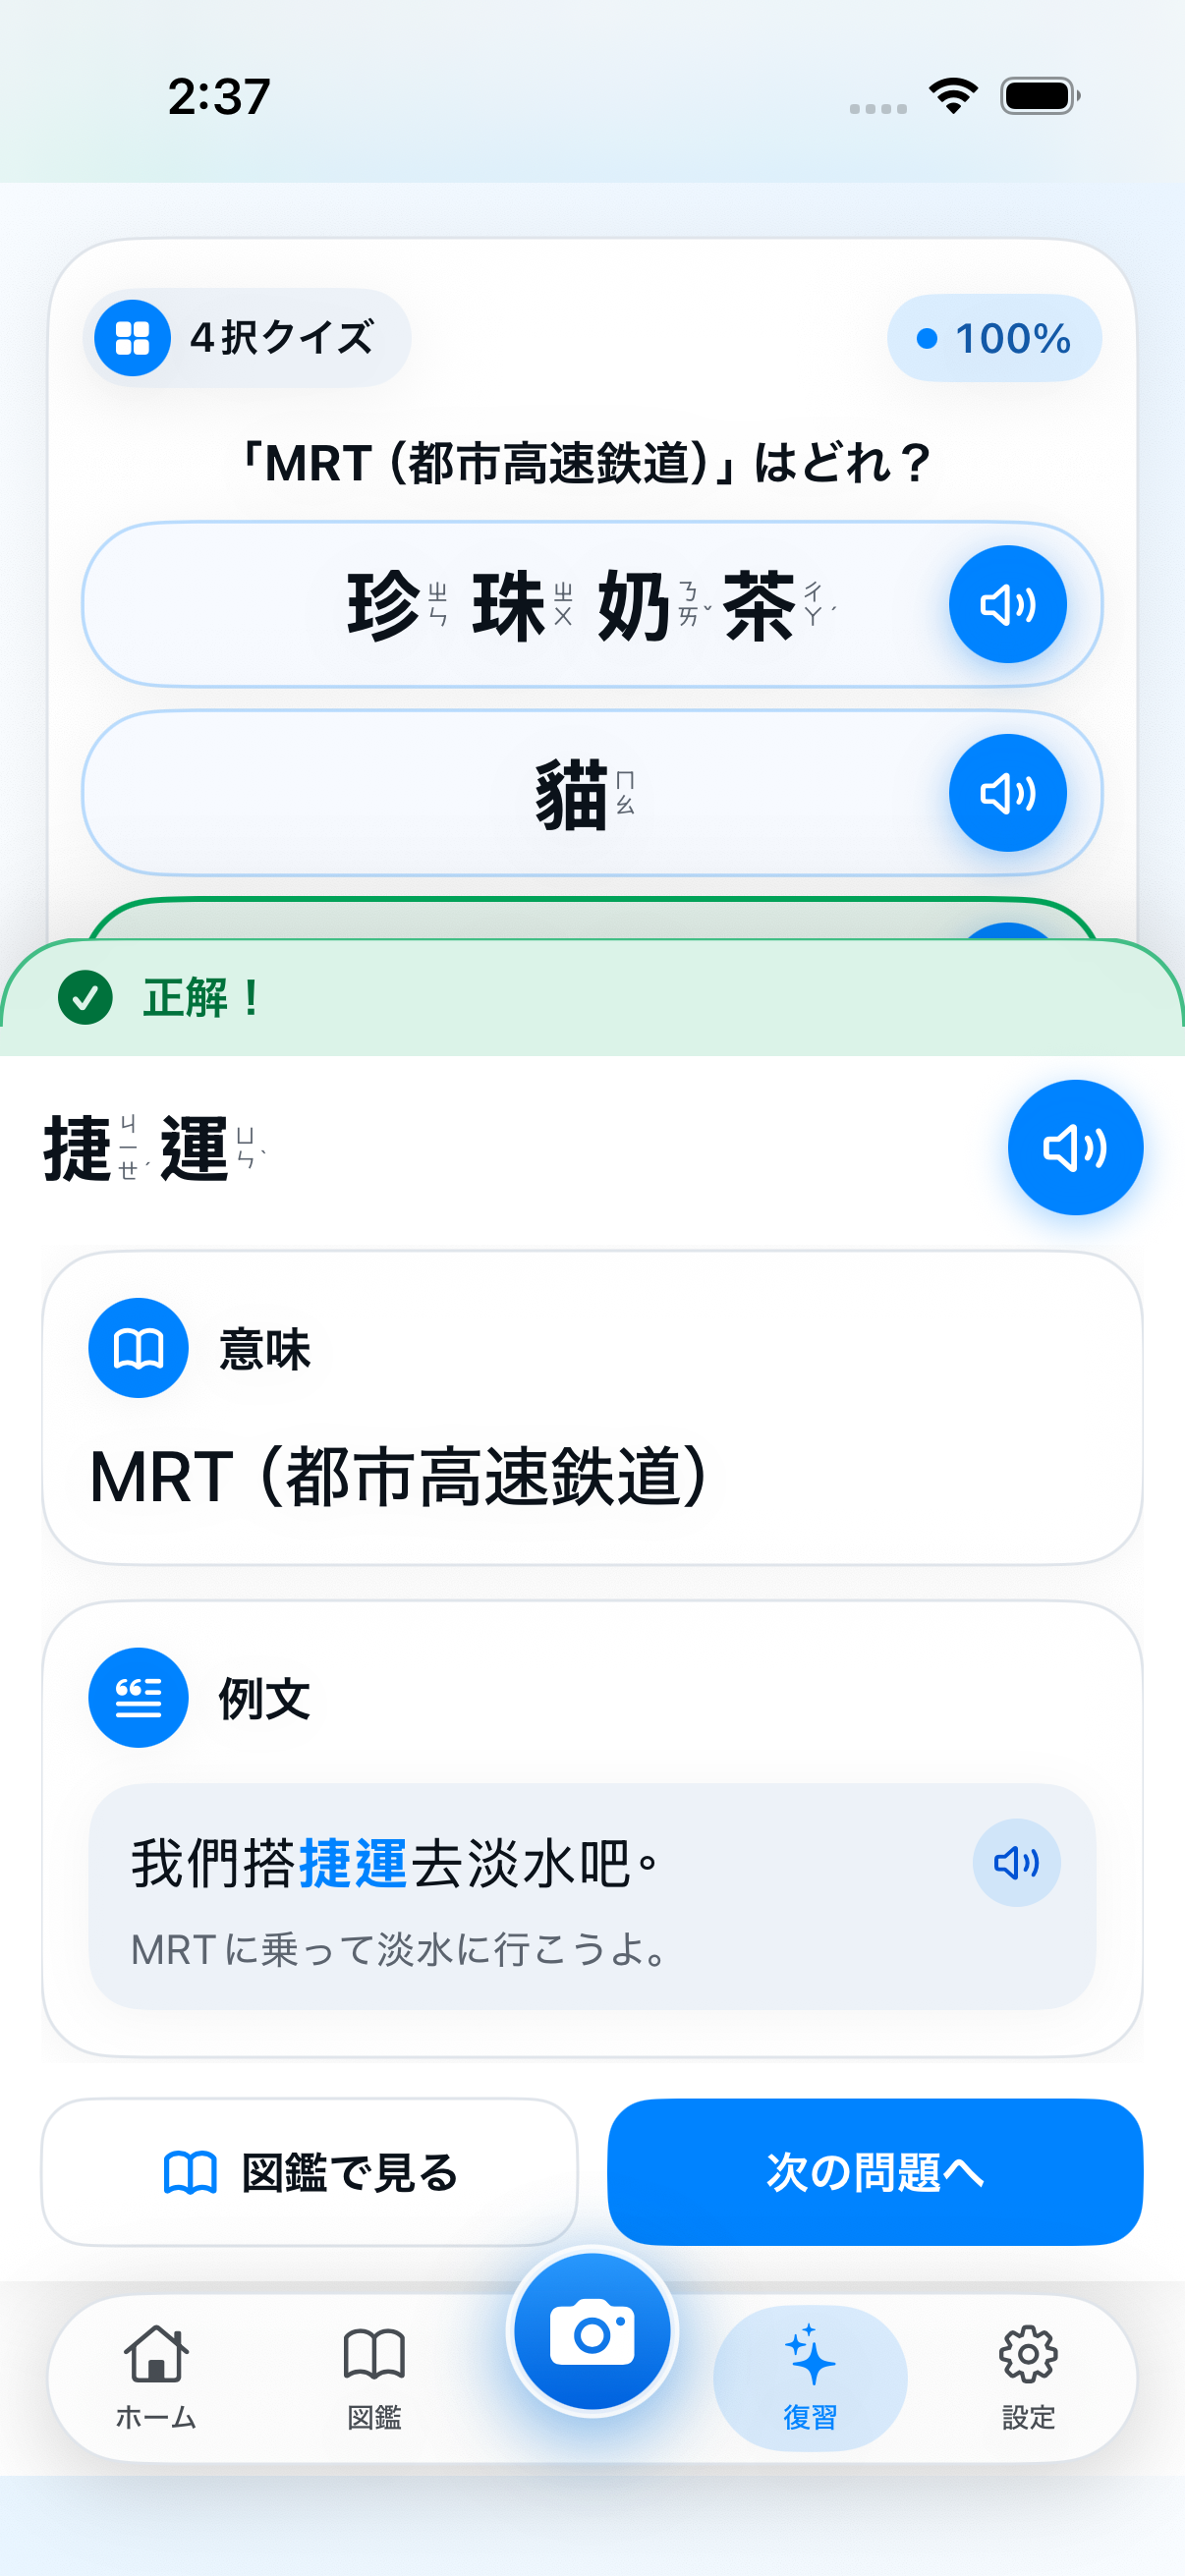 2:37
4択クイズ
100%
「MRT（都市高速鉄道）」はどれ？
珍ㄓㄣ 珠ㄓㄨ 奶ㄋㄞˇ 茶ㄔㄚˊ
貓ㄇㄠ
正解！
捷ㄐㄧㄝˊ 運ㄩㄣˋ
意味
MRT（都市高速鉄道）
例文
我們搭捷運去淡水吧。
MRTに乗って淡水に行こうよ。
図鑑で見る
次の問題へ
ホーム
図鑑
復習
設定